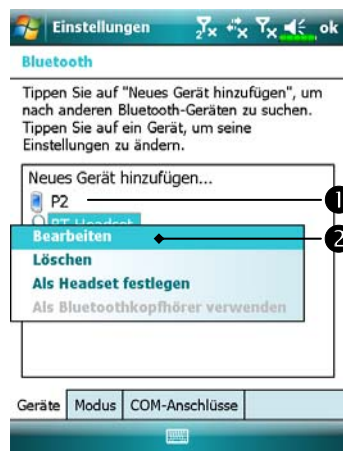 Einstellungen
ok
Bluetooth
Tippen Sie auf "Neues Gerät hinzufügen", um
nach anderen Bluetooth-Geräten zu suchen.
Tippen Sie auf ein Gerät, um seine
Einstellungen zu ändern.
Neues Gerät hinzufügen...
P2
1
BT Headset
Bearbeiten
2
Löschen
Als Headset festlegen
Als Bluetoothkopfhörer verwenden
Geräte Modus COM-Anschlüsse